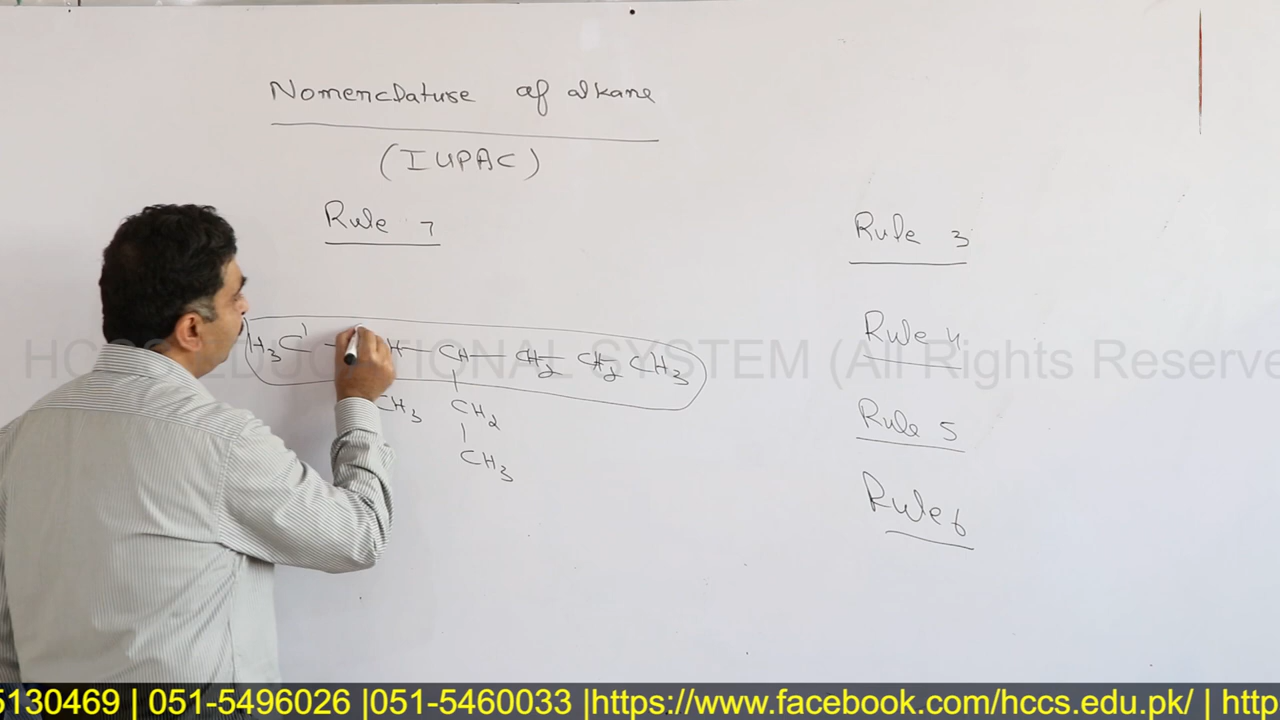 Nomenclature of alkane
(IUPAC)
Rule 7
Rule 3
Rule 4
Rule 5
Rule 6
H3C 1 — H — CH — CH2 — CH2 CH3
CH3
CH2
CH3
EDUCATIONAL SYSTEM (All Rights Reserve
5130469 | 051-5496026 |051-5460033 |https://www.facebook.com/hccs.edu.pk/ | http